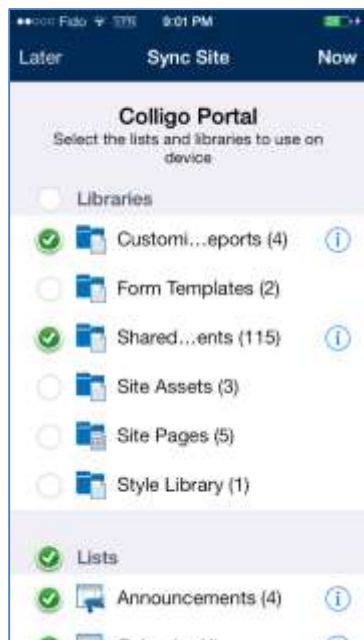 Fido 9:01 PM
Later Sync Site Now
Colligo Portal
Select the lists and libraries to use on
device
Libraries
Customi...eports (4)
Form Templates (2)
Shared...ents (115)
Site Assets (3)
Site Pages (5)
Style Library (1)
Lists
Announcements (4)